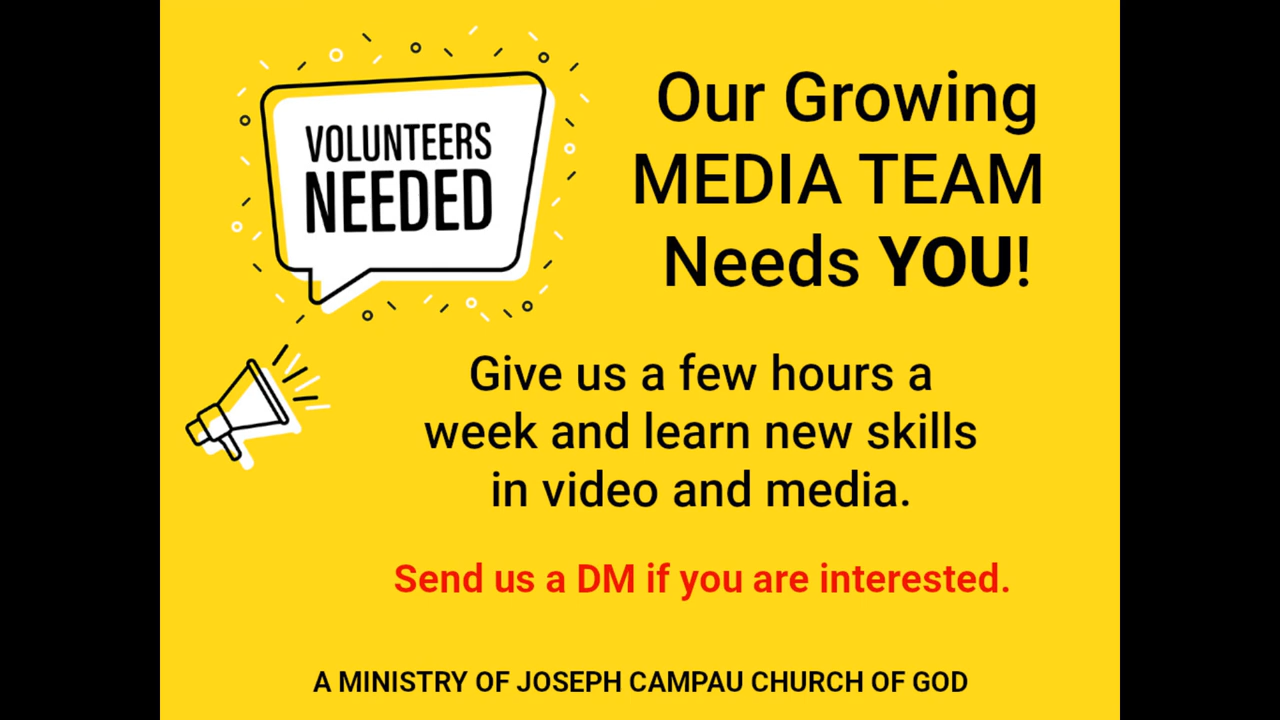 VOLUNTEERS
NEEDED
Our Growing
MEDIA TEAM
Needs YOU!
Give us a few hours a
week and learn new skills
in video and media.
Send us a DM if you are interested.
A MINISTRY OF JOSEPH CAMPAU CHURCH OF GOD